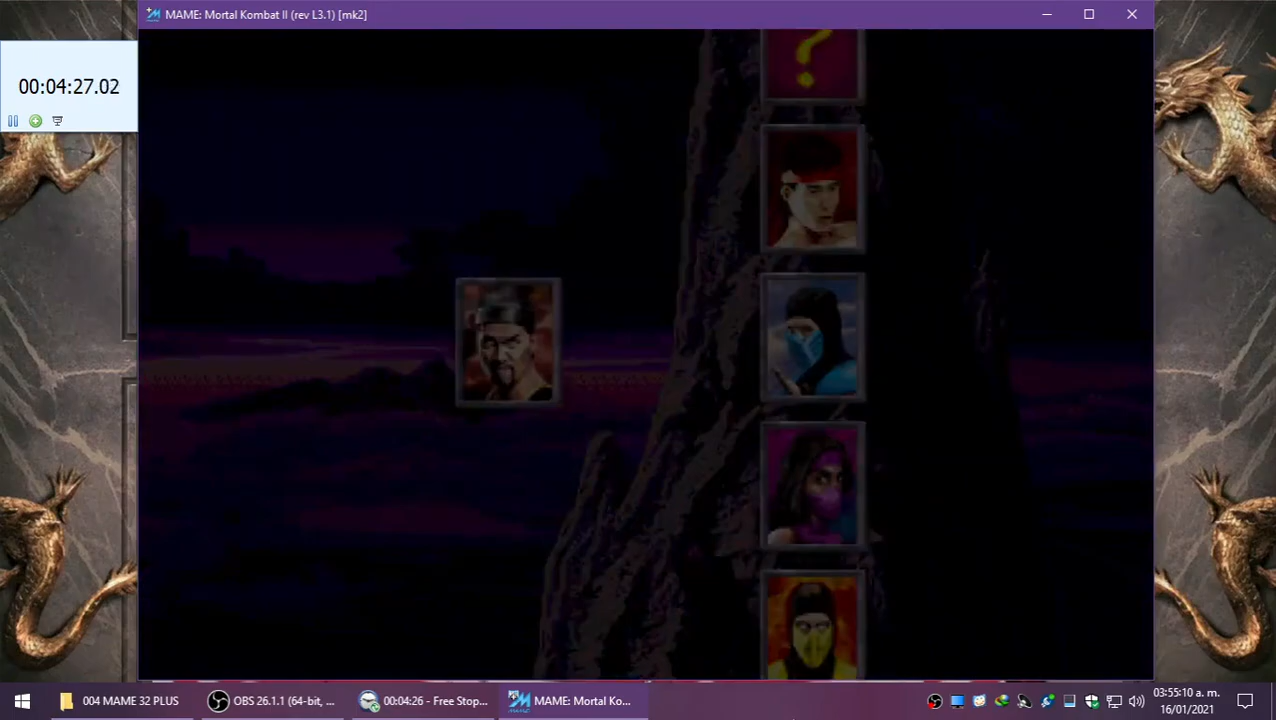 MAME: Mortal Kombat II (rev L3.1) [mk2]
00:04:27.02
?
004 MAME 32 PLUS
OBS 26.1.1 (64-bit, ...
00:04:26 - Free Stop...
MAME: Mortal Ko...
03:55:10 a. m.
16/01/2021